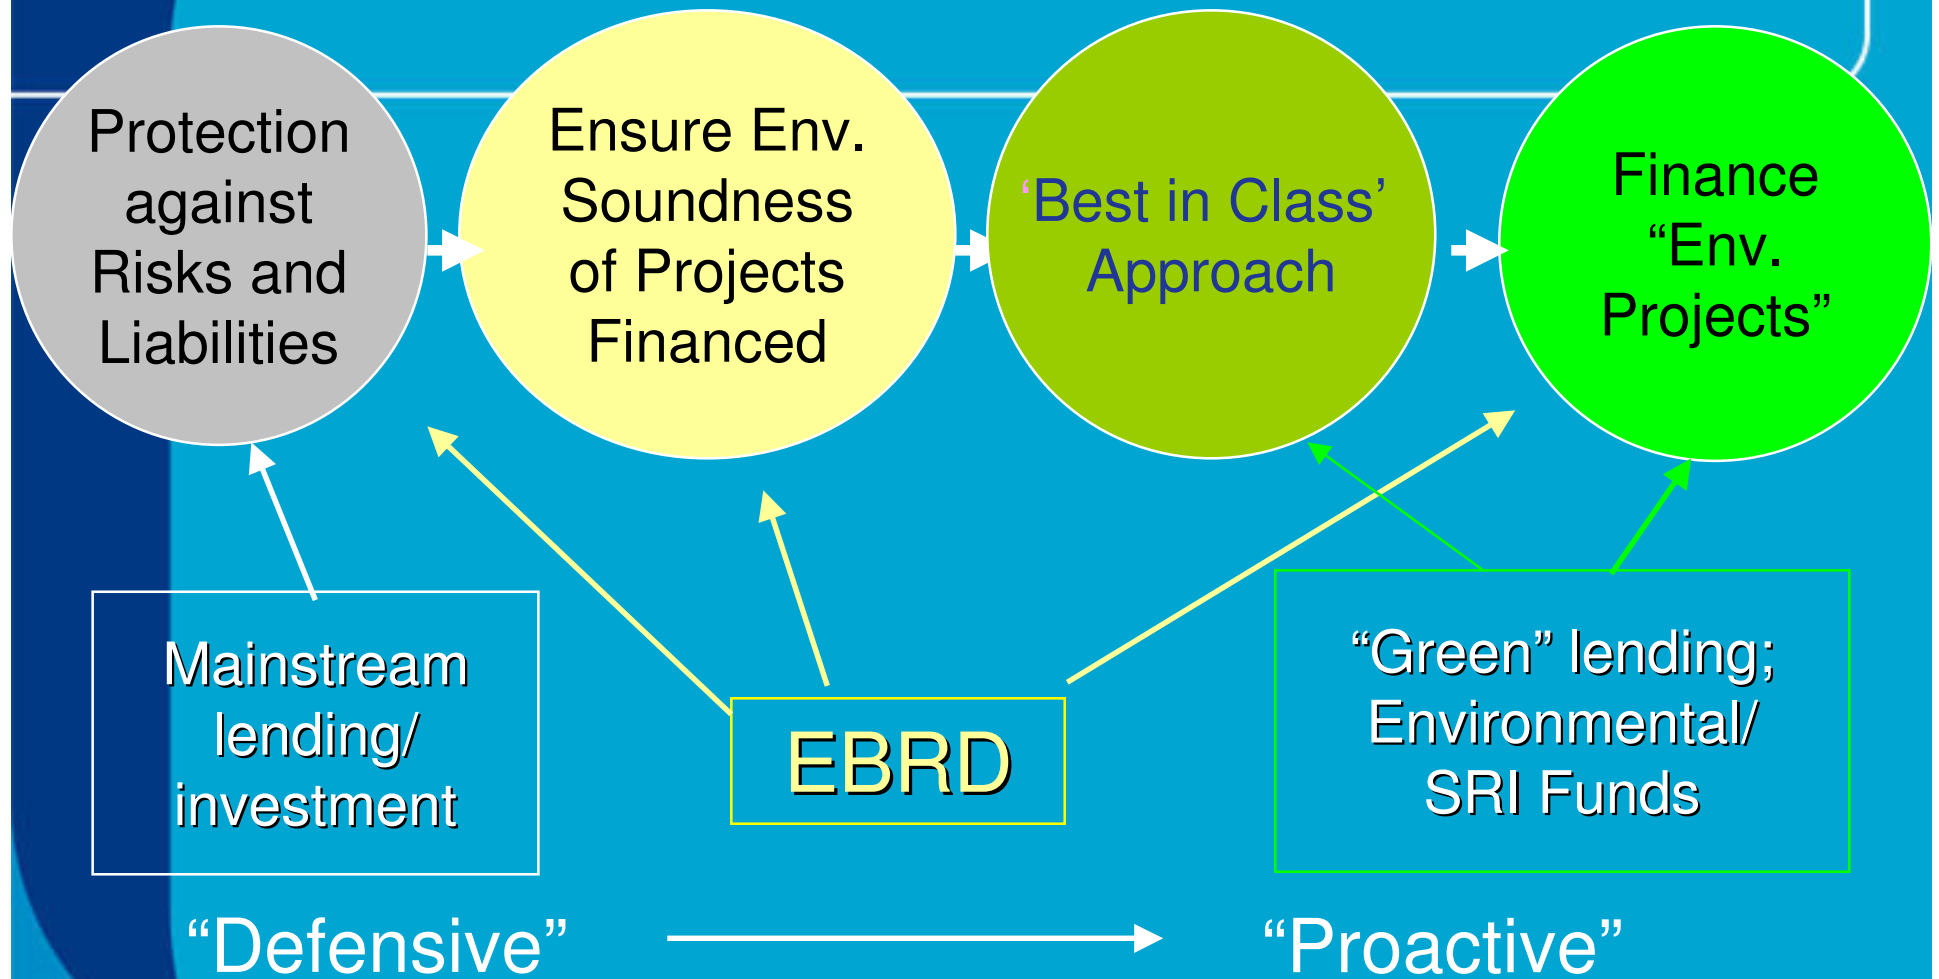 Protection
against
Risks and
Liabilities
Ensure Env.
Soundness
of Projects
Financed
‘Best in Class’
Approach
Finance
“Env.
Projects”
Mainstream
lending/
investment
EBRD
“Green” lending;
Environmental/
SRI Funds
“Defensive”
“Proactive”